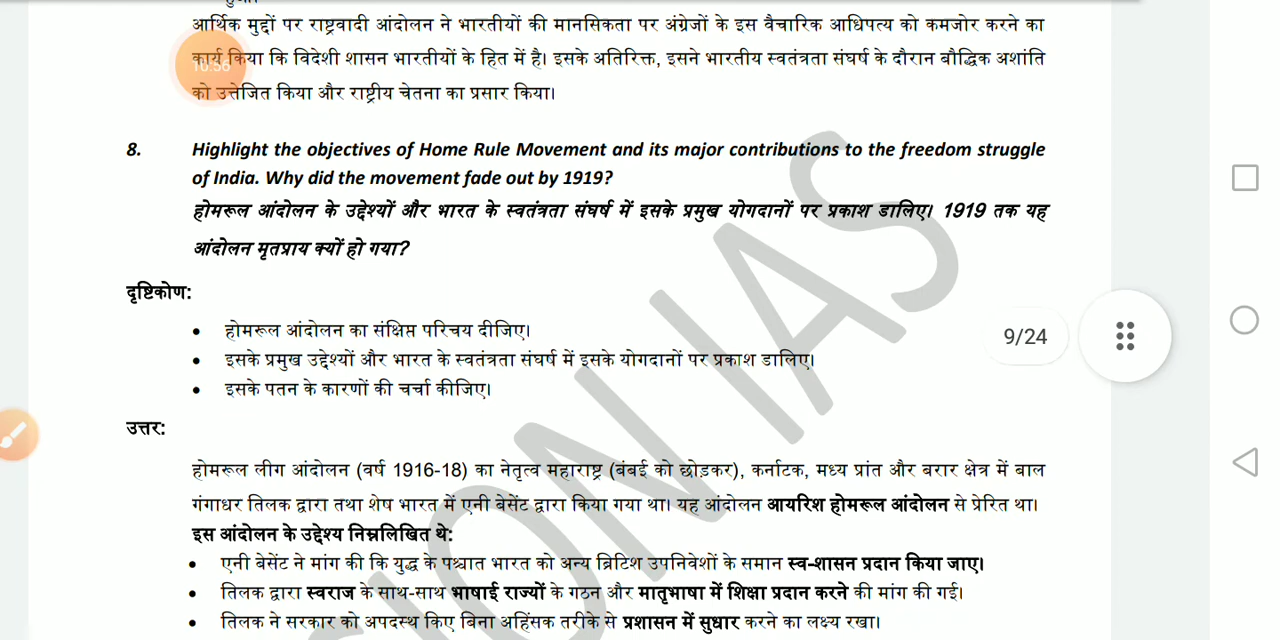 आर्थिक मुद्दों पर राष्ट्रवादी आंदोलन ने भारतीयों की मानसिकता पर अंग्रेजों के इस वैचारिक आधिपत्य को कमजोर करने का
कार्य किया कि विदेशी शासन भारतीयों के हित में है। इसके अतिरिक्त, इसने भारतीय स्वतंत्रता संघर्ष के दौरान बौद्धिक अशांति
10:56
को उत्तेजित किया और राष्ट्रीय चेतना का प्रसार किया।
8. Highlight the objectives of Home Rule Movement and its major contributions to the freedom struggle
of India. Why did the movement fade out by 1919?
होमरूल आंदोलन के उद्देश्यों और भारत के स्वतंत्रता संघर्ष में इसके प्रमुख योगदानों पर प्रकाश डालिए। 1919 तक यह
आंदोलन मृतप्राय क्यों हो गया?
दृष्टिकोण:
• होमरूल आंदोलन का संक्षिप्त परिचय दीजिए।
9/24
• इसके प्रमुख उद्देश्यों और भारत के स्वतंत्रता संघर्ष में इसके योगदानों पर प्रकाश डालिए।
• इसके पतन के कारणों की चर्चा कीजिए।
उत्तर:
होमरूल लीग आंदोलन (वर्ष 1916-18) का नेतृत्व महाराष्ट्र (बंबई को छोड़कर), कर्नाटक, मध्य प्रांत और बरार क्षेत्र में बाल
गंगाधर तिलक द्वारा तथा शेष भारत में एनी बेसेंट द्वारा किया गया था। यह आंदोलन आयरिश होमरूल आंदोलन से प्रेरित था।
इस आंदोलन के उद्देश्य निम्नलिखित थे:
• एनी बेसेंट ने मांग की कि युद्ध के पश्चात भारत को अन्य ब्रिटिश उपनिवेशों के समान स्व-शासन प्रदान किया जाए।
• तिलक द्वारा स्वराज के साथ-साथ भाषाई राज्यों के गठन और मातृभाषा में शिक्षा प्रदान करने की मांग की गई।
• तिलक ने सरकार को अपदस्थ किए बिना अहिंसक तरीके से प्रशासन में सुधार करने का लक्ष्य रखा।
ION IAS